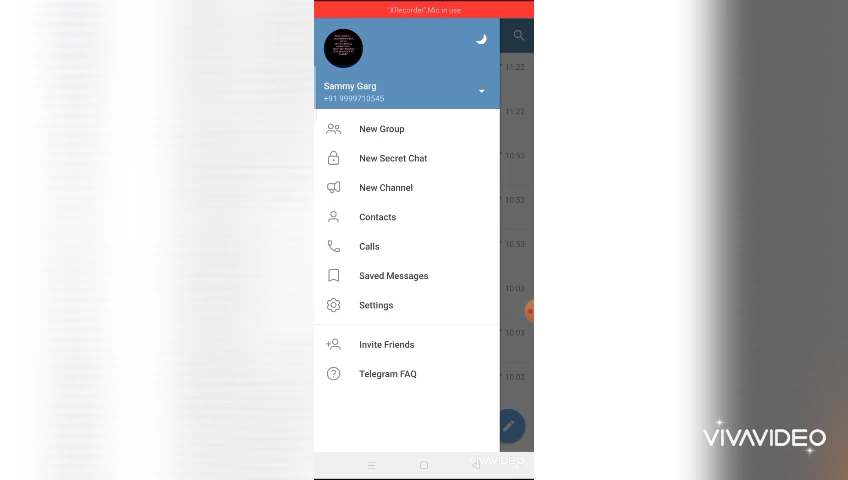 "XRecorder",Mic in use
Sammy Garg
+91 9999710545
New Group
New Secret Chat
New Channel
Contacts
Calls
Saved Messages
Settings
Invite Friends
Telegram FAQ
11:22
11:22
10:53
10:53
10:53
10:03
10:03
10:03
VIVAVIDEO
VIVAVIDEO